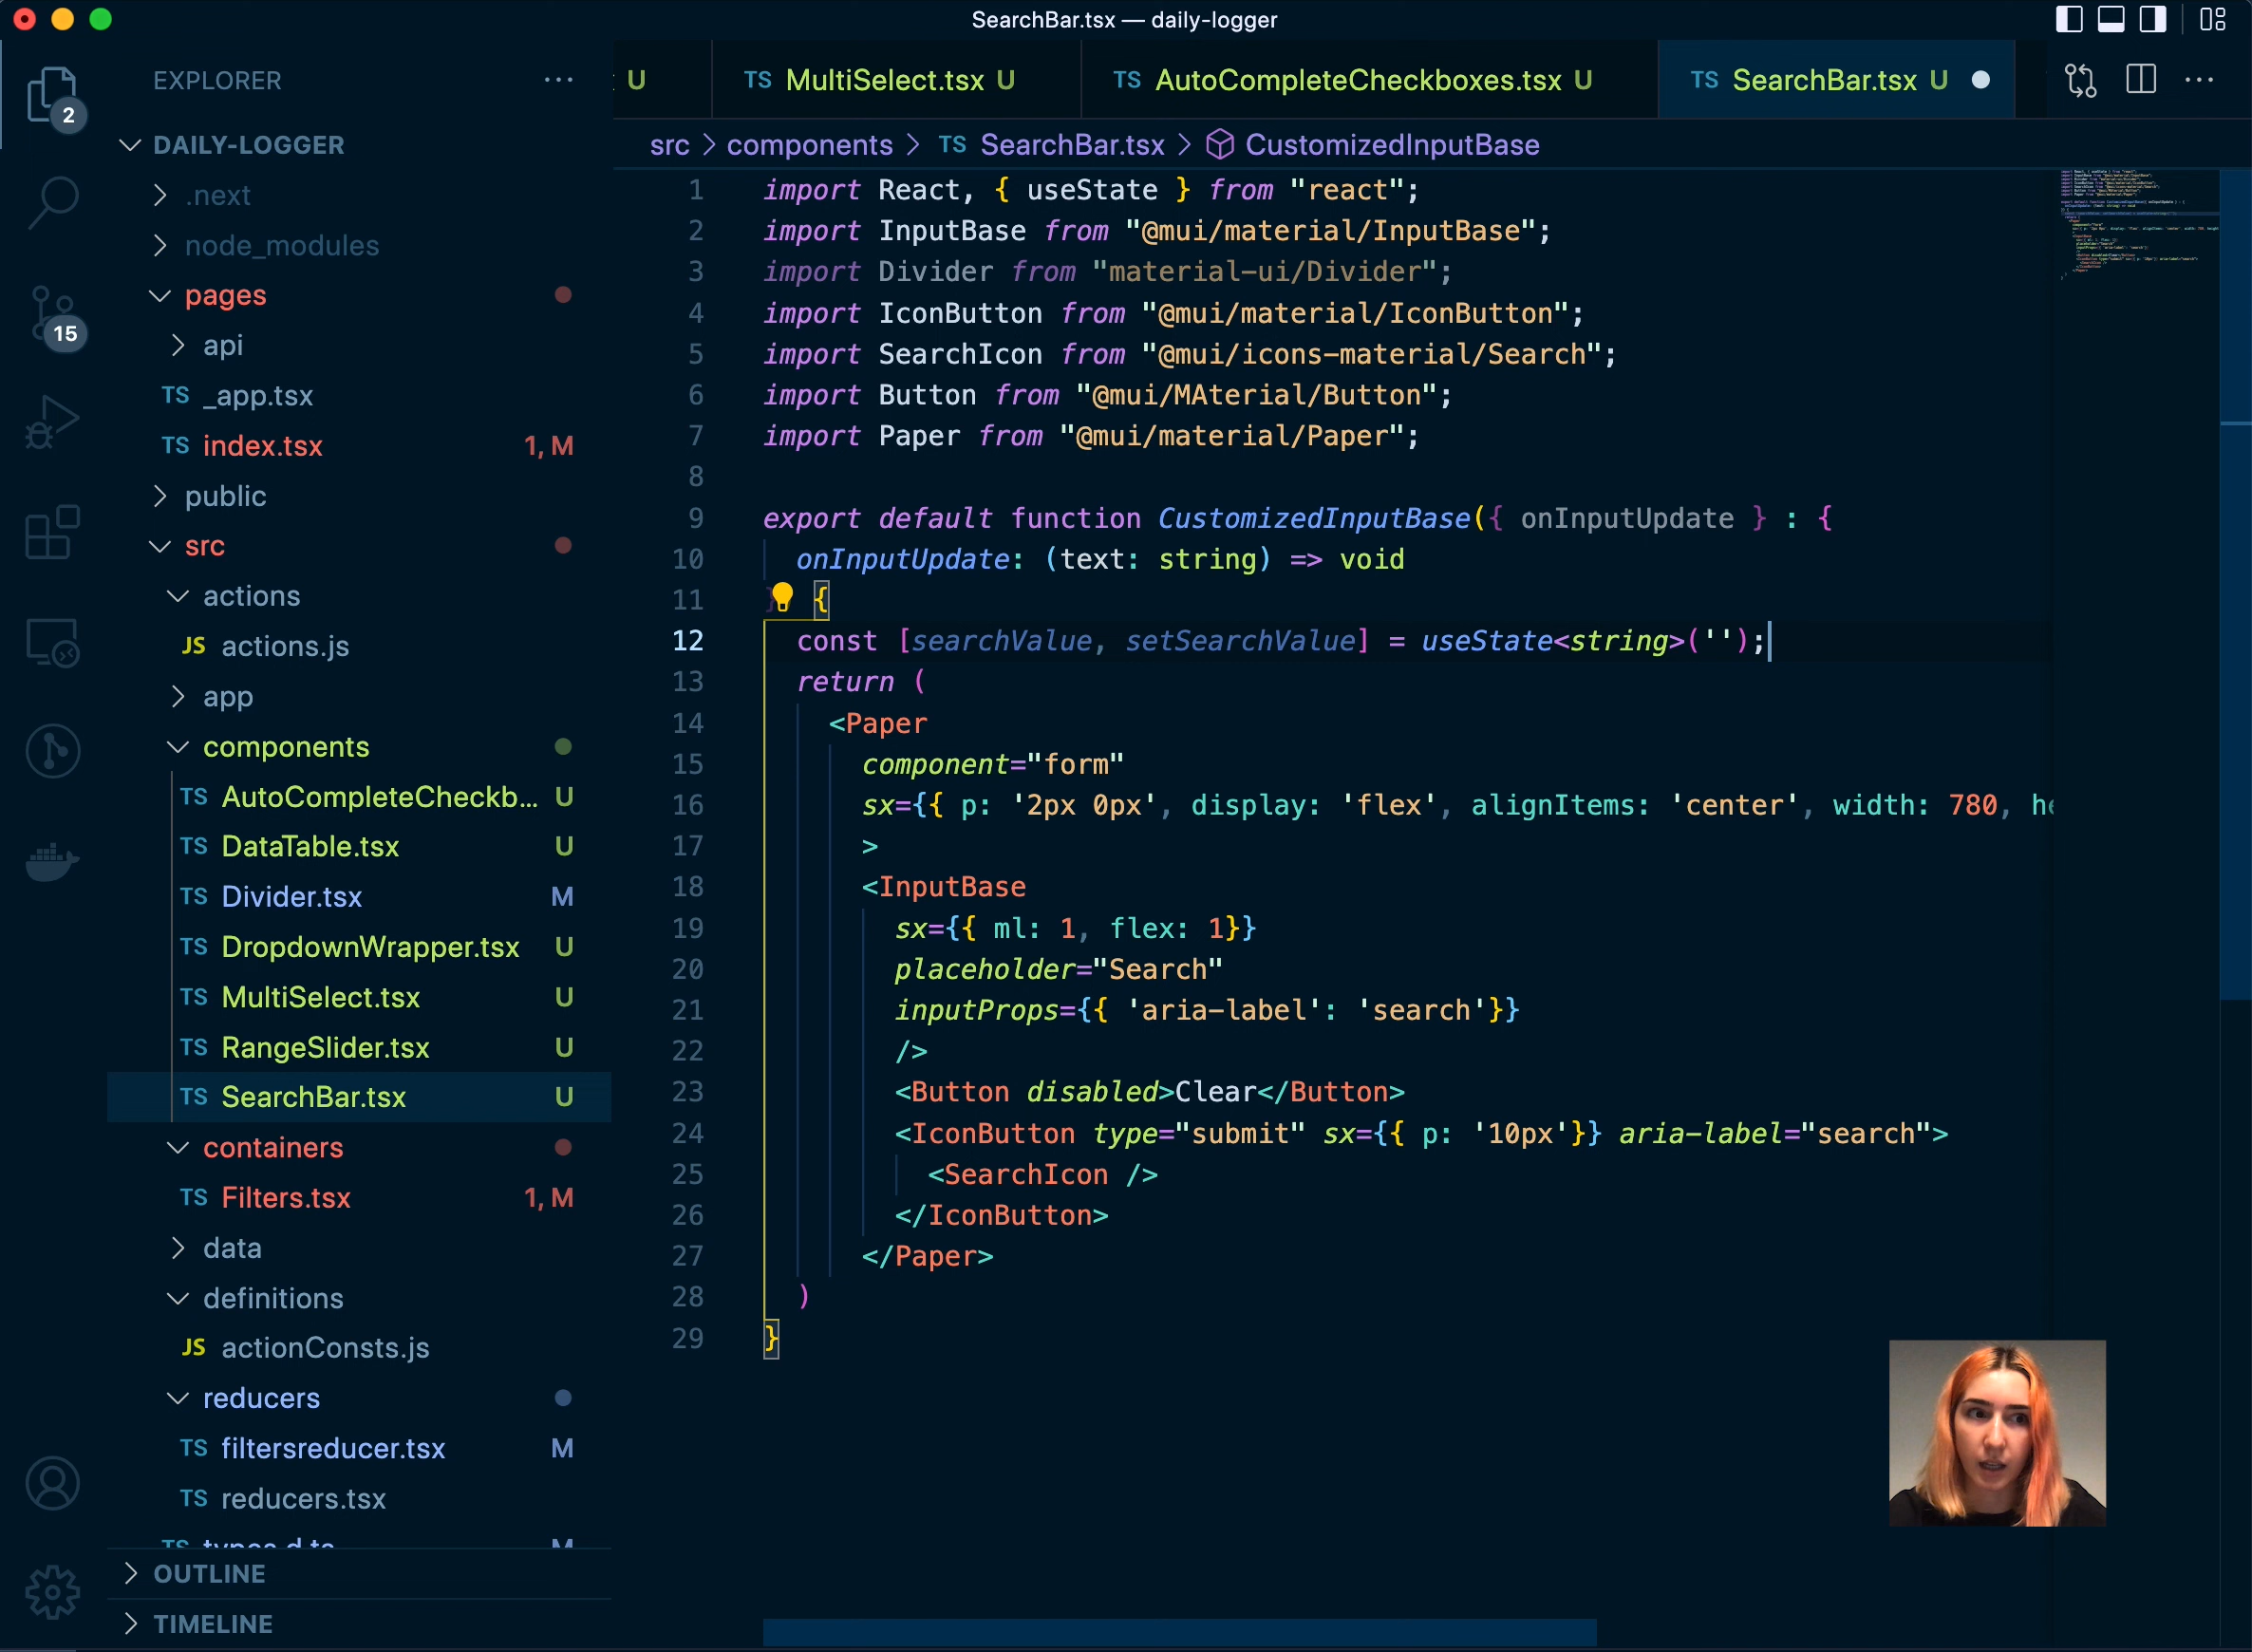 SearchBar.tsx — daily-logger
EXPLORER
2
15
DAILY-LOGGER
.next
node_modules
pages
api
TS _app.tsx
TS index.tsx 1, M
public
src
actions
JS actions.js
app
components
TS AutoCompleteCheckb... U
TS DataTable.tsx U
TS Divider.tsx M
TS DropdownWrapper.tsx U
TS MultiSelect.tsx U
TS RangeSlider.tsx U
TS SearchBar.tsx U
containers
TS Filters.tsx 1, M
data
definitions
JS actionConsts.js
reducers
TS filtersreducer.tsx M
TS reducers.tsx
TS types.d.ts M
OUTLINE
TIMELINE
U
TS MultiSelect.tsx U
TS AutoCompleteCheckboxes.tsx U
TS SearchBar.tsx U
src > components > TS SearchBar.tsx > CustomizedInputBase
1 import React, { useState } from "react";
2 import InputBase from "@mui/material/InputBase";
3 import Divider from "material-ui/Divider";
4 import IconButton from "@mui/material/IconButton";
5 import SearchIcon from "@mui/icons-material/Search";
6 import Button from "@mui/MAterial/Button";
7 import Paper from "@mui/material/Paper";
8
9 export default function CustomizedInputBase({ onInputUpdate } : {
10 onInputUpdate: (text: string) => void
11 {
12 const [searchValue, setSearchValue] = useState<string>('');
13 return (
14 <Paper
15 component="form"
16 sx={{ p: '2px 0px', display: 'flex', alignItems: 'center', width: 780, he
17 >
18 <InputBase
19 sx={{ ml: 1, flex: 1}}
20 placeholder="Search"
21 inputProps={{ 'aria-label': 'search'}}
22 />
23 <Button disabled>Clear</Button>
24 <IconButton type="submit" sx={{ p: '10px'}} aria-label="search">
25 <SearchIcon />
26 </IconButton>
27 </Paper>
28 )
29 }